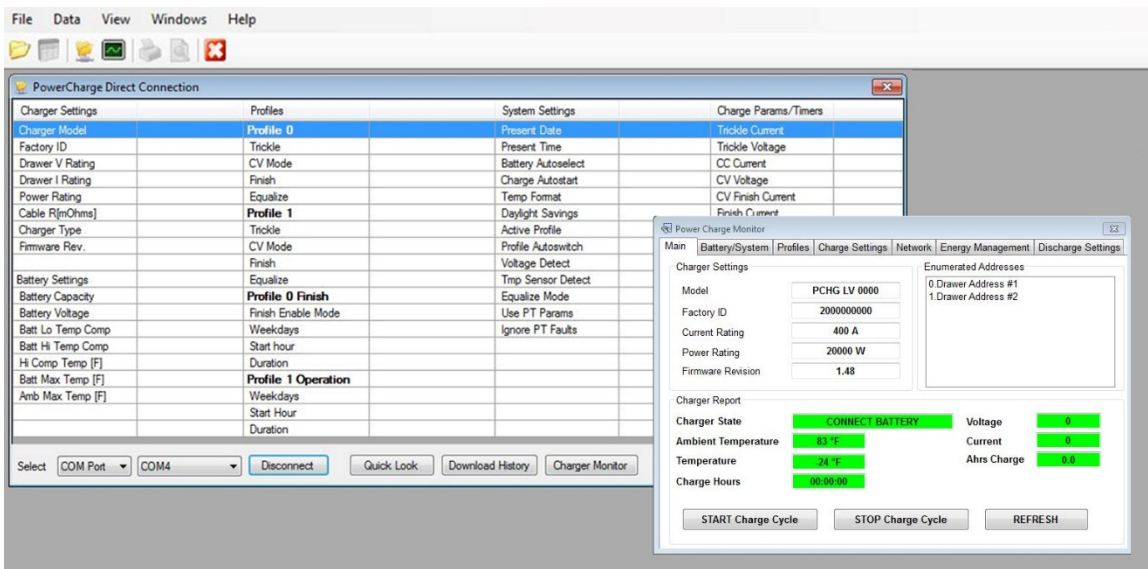 File Data View Windows Help
PowerCharge Direct Connection
Charger Settings Profiles System Settings Charge Params/Timers
Charger Model Profile 0 Present Date Trickle Current
Factory ID Trickle Present Time Trickle Voltage
Drawer V Rating CV Mode Battery Autoselect CC Current
Drawer I Rating Finish Charge Autostart CV Voltage
Power Rating Equalize Temp Format CV Finish Current
Cable R[mOhms] Profile 1 Daylight Savings Finish Current
Charger Type Trickle Active Profile
Firmware Rev. CV Mode Profile Autoswitch
Finish Voltage Detect
Battery Settings Equalize Tmp Sensor Detect
Battery Capacity Profile 0 Finish Equalize Mode
Battery Voltage Finish Enable Mode Use PT Params
Batt Lo Temp Comp Weekdays Ignore PT Faults
Batt Hi Temp Comp Start hour
Hi Comp Temp [F] Duration
Batt Max Temp [F] Profile 1 Operation
Amb Max Temp [F] Weekdays
Start Hour
Duration
Select COM Port COM4 Disconnect Quick Look Download History Charger Monitor
Power Charge Monitor
Main Battery/System Profiles Charge Settings Network Energy Management Discharge Settings
Charger Settings
Model PCHG LV 0000
Factory ID 2000000000
Current Rating 400 A
Power Rating 20000 W
Firmware Revision 1.48
Enumerated Addresses
0.Drawer Address #1
1.Drawer Address #2
Charger Report
Charger State CONNECT BATTERY Voltage 0
Ambient Temperature 83 °F Current 0
Temperature -24 °F Ahrs Charge 0.0
Charge Hours 00:00:00
START Charge Cycle STOP Charge Cycle REFRESH